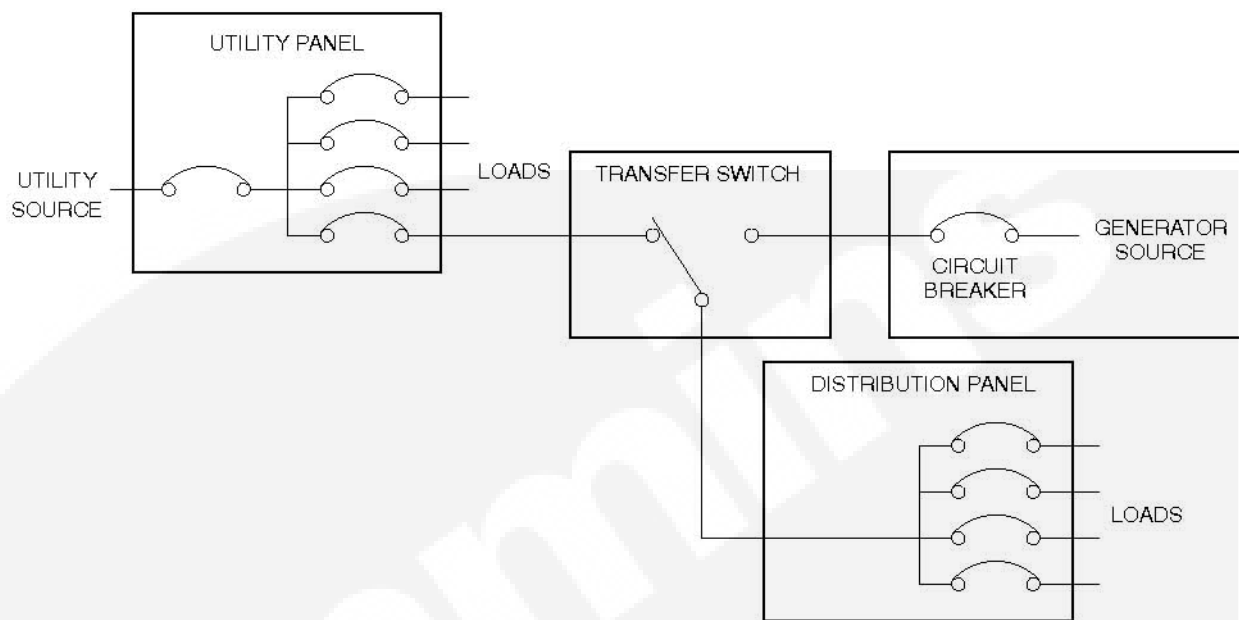 UTILITY PANEL
UTILITY
SOURCE
LOADS
TRANSFER SWITCH
CIRCUIT
BREAKER
GENERATOR
SOURCE
DISTRIBUTION PANEL
LOADS